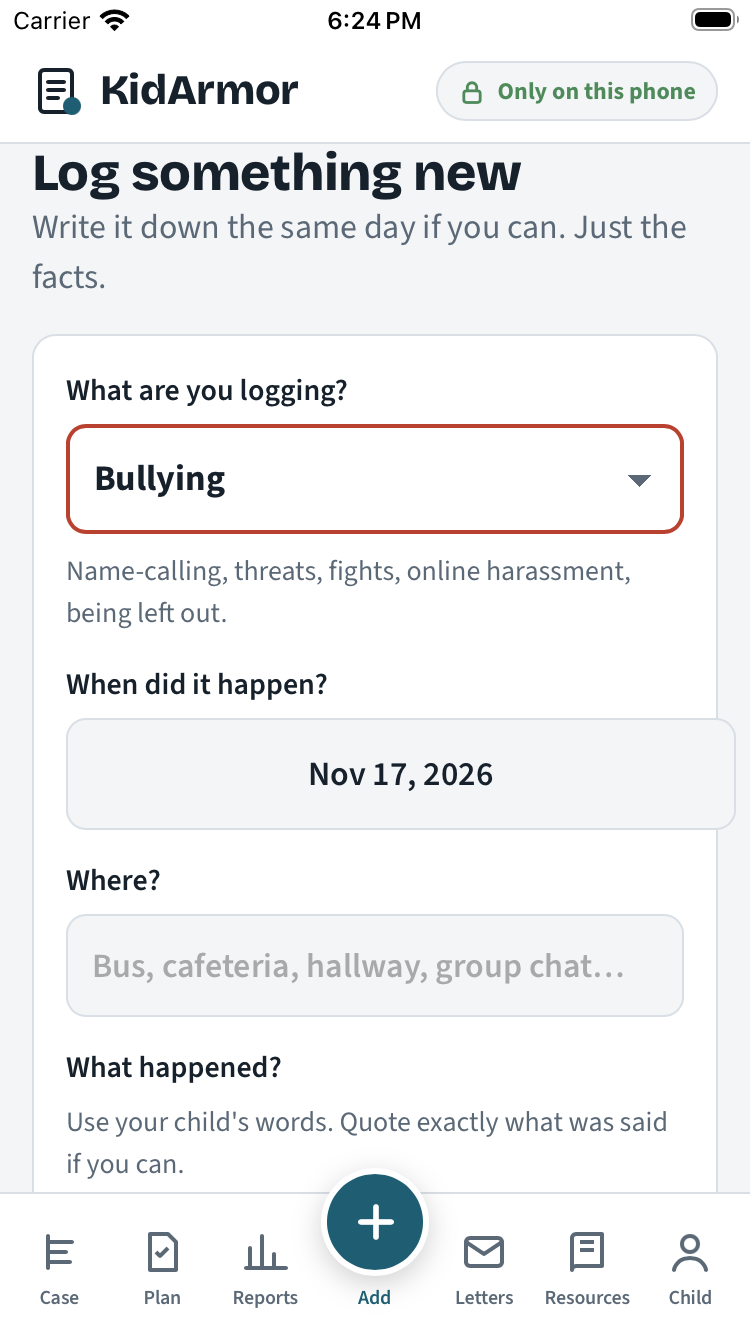 Carrier 6:24 PM
KidArmor Only on this phone
Log something new
Write it down the same day if you can. Just the
facts.
What are you logging?
Bullying
Name-calling, threats, fights, online harassment,
being left out.
When did it happen?
Nov 17, 2026
Where?
Bus, cafeteria, hallway, group chat…
What happened?
Use your child's words. Quote exactly what was said
if you can.
Case Plan Reports Add Letters Resources Child